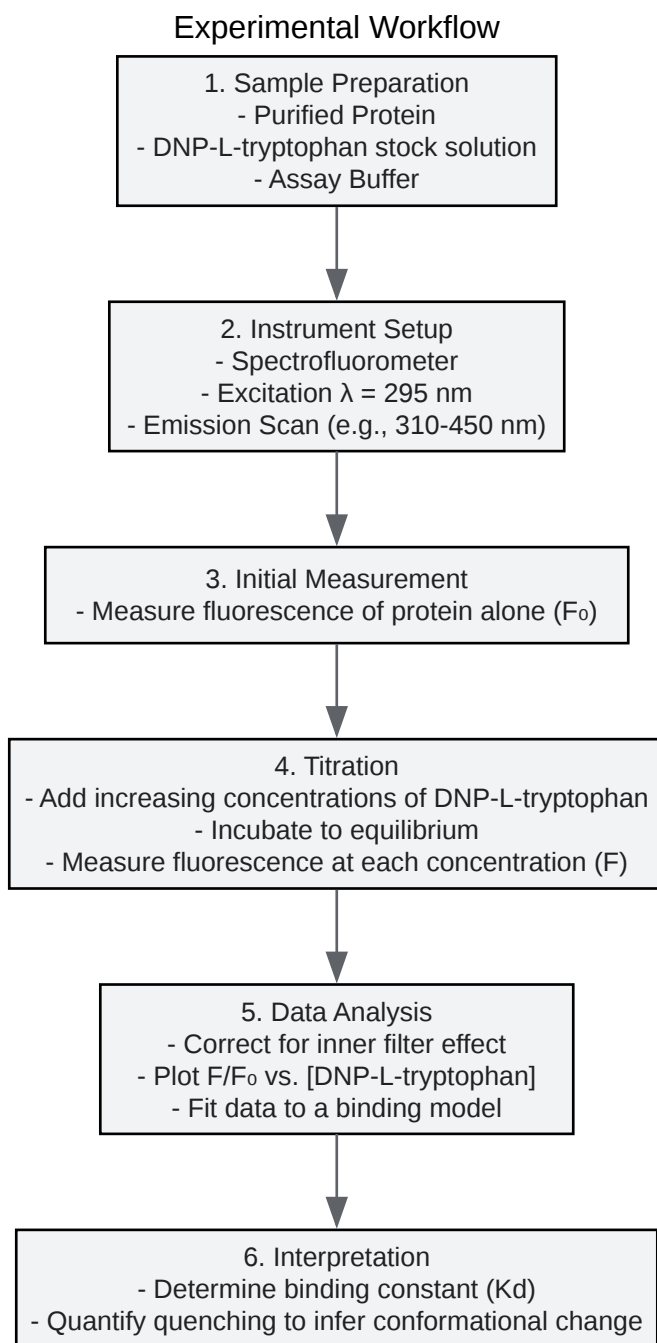 Experimental Workflow
1. Sample Preparation
- Purified Protein
- DNP-L-tryptophan stock solution
- Assay Buffer
2. Instrument Setup
- Spectrofluorometer
- Excitation λ = 295 nm
- Emission Scan (e.g., 310-450 nm)
3. Initial Measurement
- Measure fluorescence of protein alone (F₀)
4. Titration
- Add increasing concentrations of DNP-L-tryptophan
- Incubate to equilibrium
- Measure fluorescence at each concentration (F)
5. Data Analysis
- Correct for inner filter effect
- Plot F/F₀ vs. [DNP-L-tryptophan]
- Fit data to a binding model
6. Interpretation
- Determine binding constant (Kd)
- Quantify quenching to infer conformational change